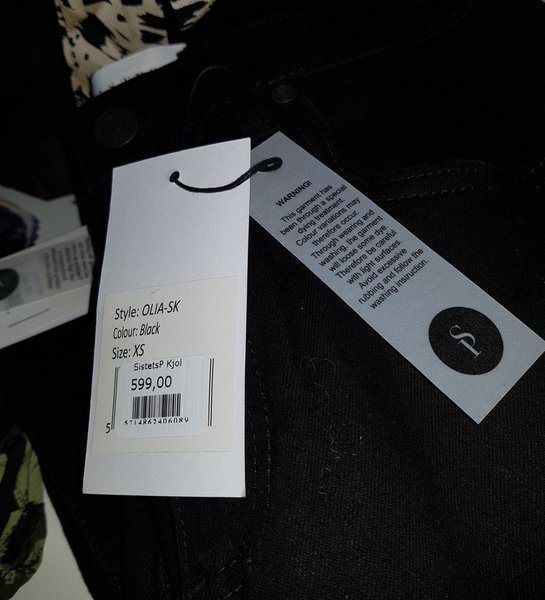 Style: OLIA-SK
Colour: Black
Size: XS
SistetsP Kjol
599,00
5
5714862406089
WARNING!
This garment has
been through a special
dying treatment.
Colour variations may
therefore occur.
Through wearing and
washing, the garment
will loose some dye.
Therefore be careful
with light surfaces.
Avoid excessive
rubbing and follow the
washing instruction.
SP